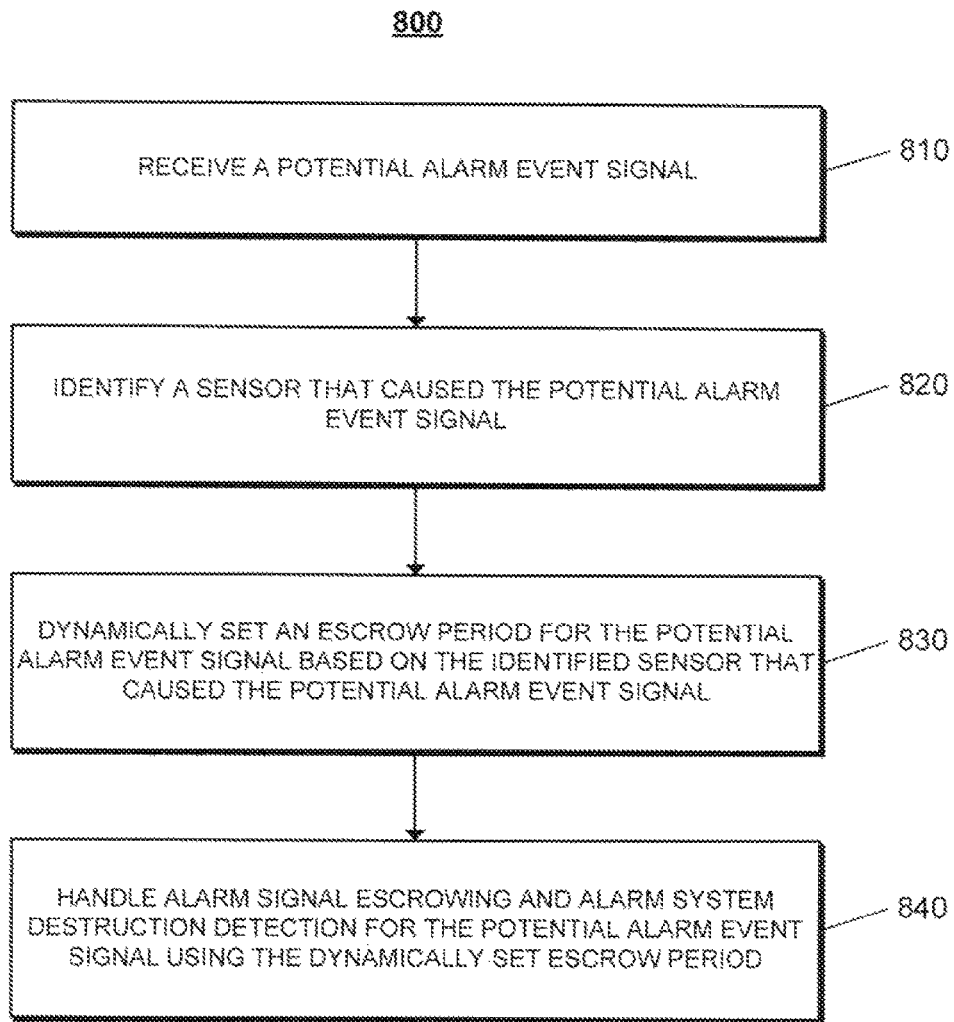 800
RECEIVE A POTENTIAL ALARM EVENT SIGNAL
810
IDENTIFY A SENSOR THAT CAUSED THE POTENTIAL ALARM
EVENT SIGNAL
820
DYNAMICALLY SET AN ESCROW PERIOD FOR THE POTENTIAL
ALARM EVENT SIGNAL BASED ON THE IDENTIFIED SENSOR THAT
CAUSED THE POTENTIAL ALARM EVENT SIGNAL
830
HANDLE ALARM SIGNAL ESCROWING AND ALARM SYSTEM
DESTRUCTION DETECTION FOR THE POTENTIAL ALARM EVENT
SIGNAL USING THE DYNAMICALLY SET ESCROW PERIOD
840